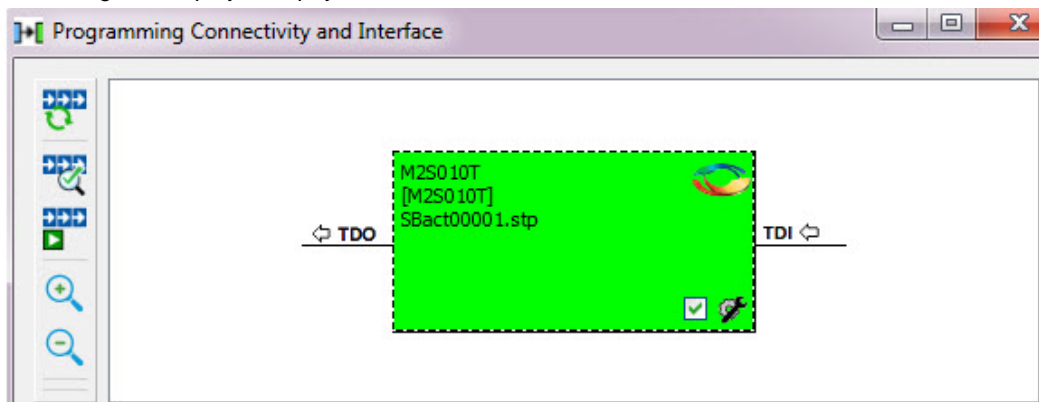 Programming Connectivity and Interface
M2S010T
[M2S010T]
SBact00001.stp
TDO
TDI